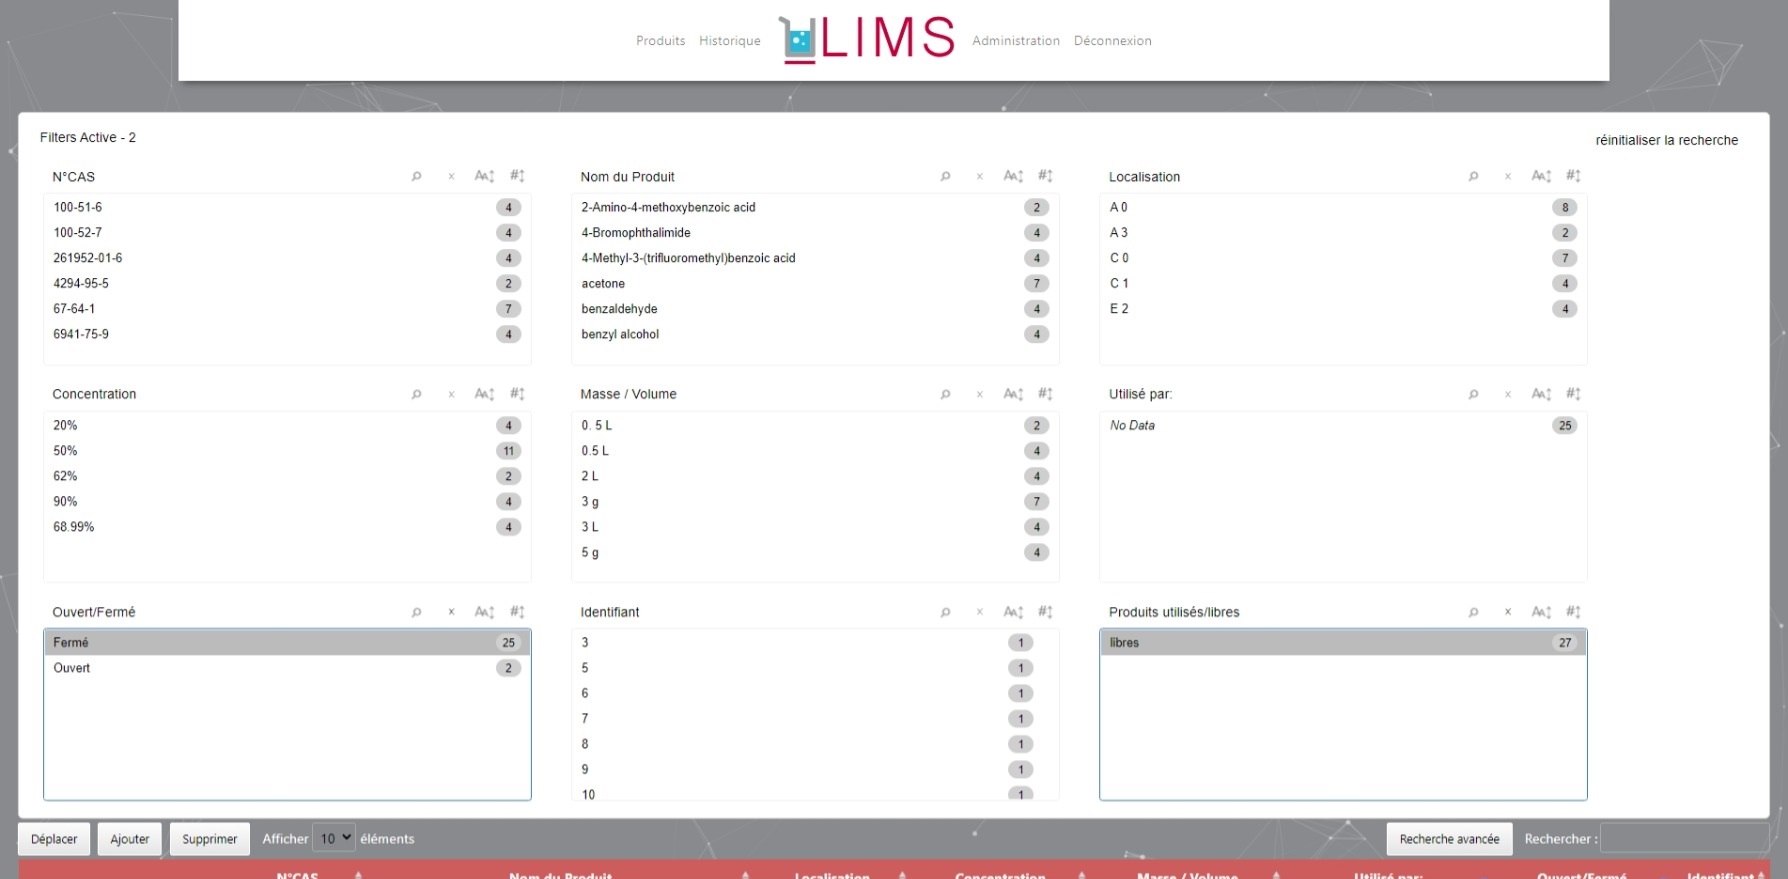 Produits Historique LIMS Administration Déconnexion
Filters Active - 2
réinitialiser la recherche
N°CAS
100-51-6 4
100-52-7 4
261952-01-6 4
4294-95-5 2
67-64-1 7
6941-75-9 4
Nom du Produit
2-Amino-4-methoxybenzoic acid 2
4-Bromophthalimide 4
4-Methyl-3-(trifluoromethyl)benzoic acid 4
acetone 7
benzaldehyde 4
benzyl alcohol 4
Localisation
A 0 8
A 3 2
C 0 7
C 1 4
E 2 4
Concentration
20% 4
50% 11
62% 2
90% 4
68.99% 4
Masse / Volume
0. 5 L 2
0.5 L 4
2 L 4
3 g 7
3 L 4
5 g 4
Utilisé par:
No Data 25
Ouvert/Fermé
Fermé 25
Ouvert 2
Identifiant
3 1
5 1
6 1
7 1
8 1
9 1
10 1
Produits utilisés/libres
libres 27
Déplacer Ajouter Supprimer Afficher 10 éléments Recherche avancée Rechercher :
N°CAS Nom du Produit Localisation Concentration Masse / Volume Utilisé par: Ouvert/Fermé Identifiant